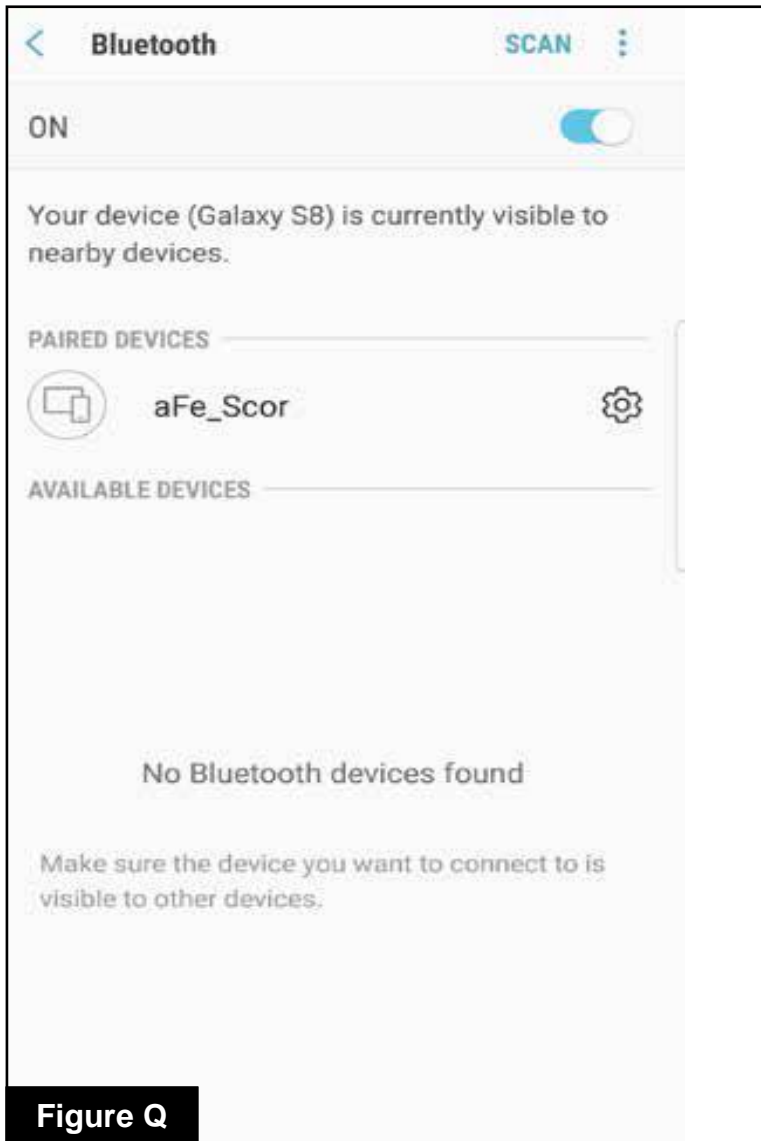 Bluetooth SCAN
ON
Your device (Galaxy S8) is currently visible to
nearby devices.
PAIRED DEVICES
aFe_Scor
AVAILABLE DEVICES
No Bluetooth devices found
Make sure the device you want to connect to is
visible to other devices.
Figure Q